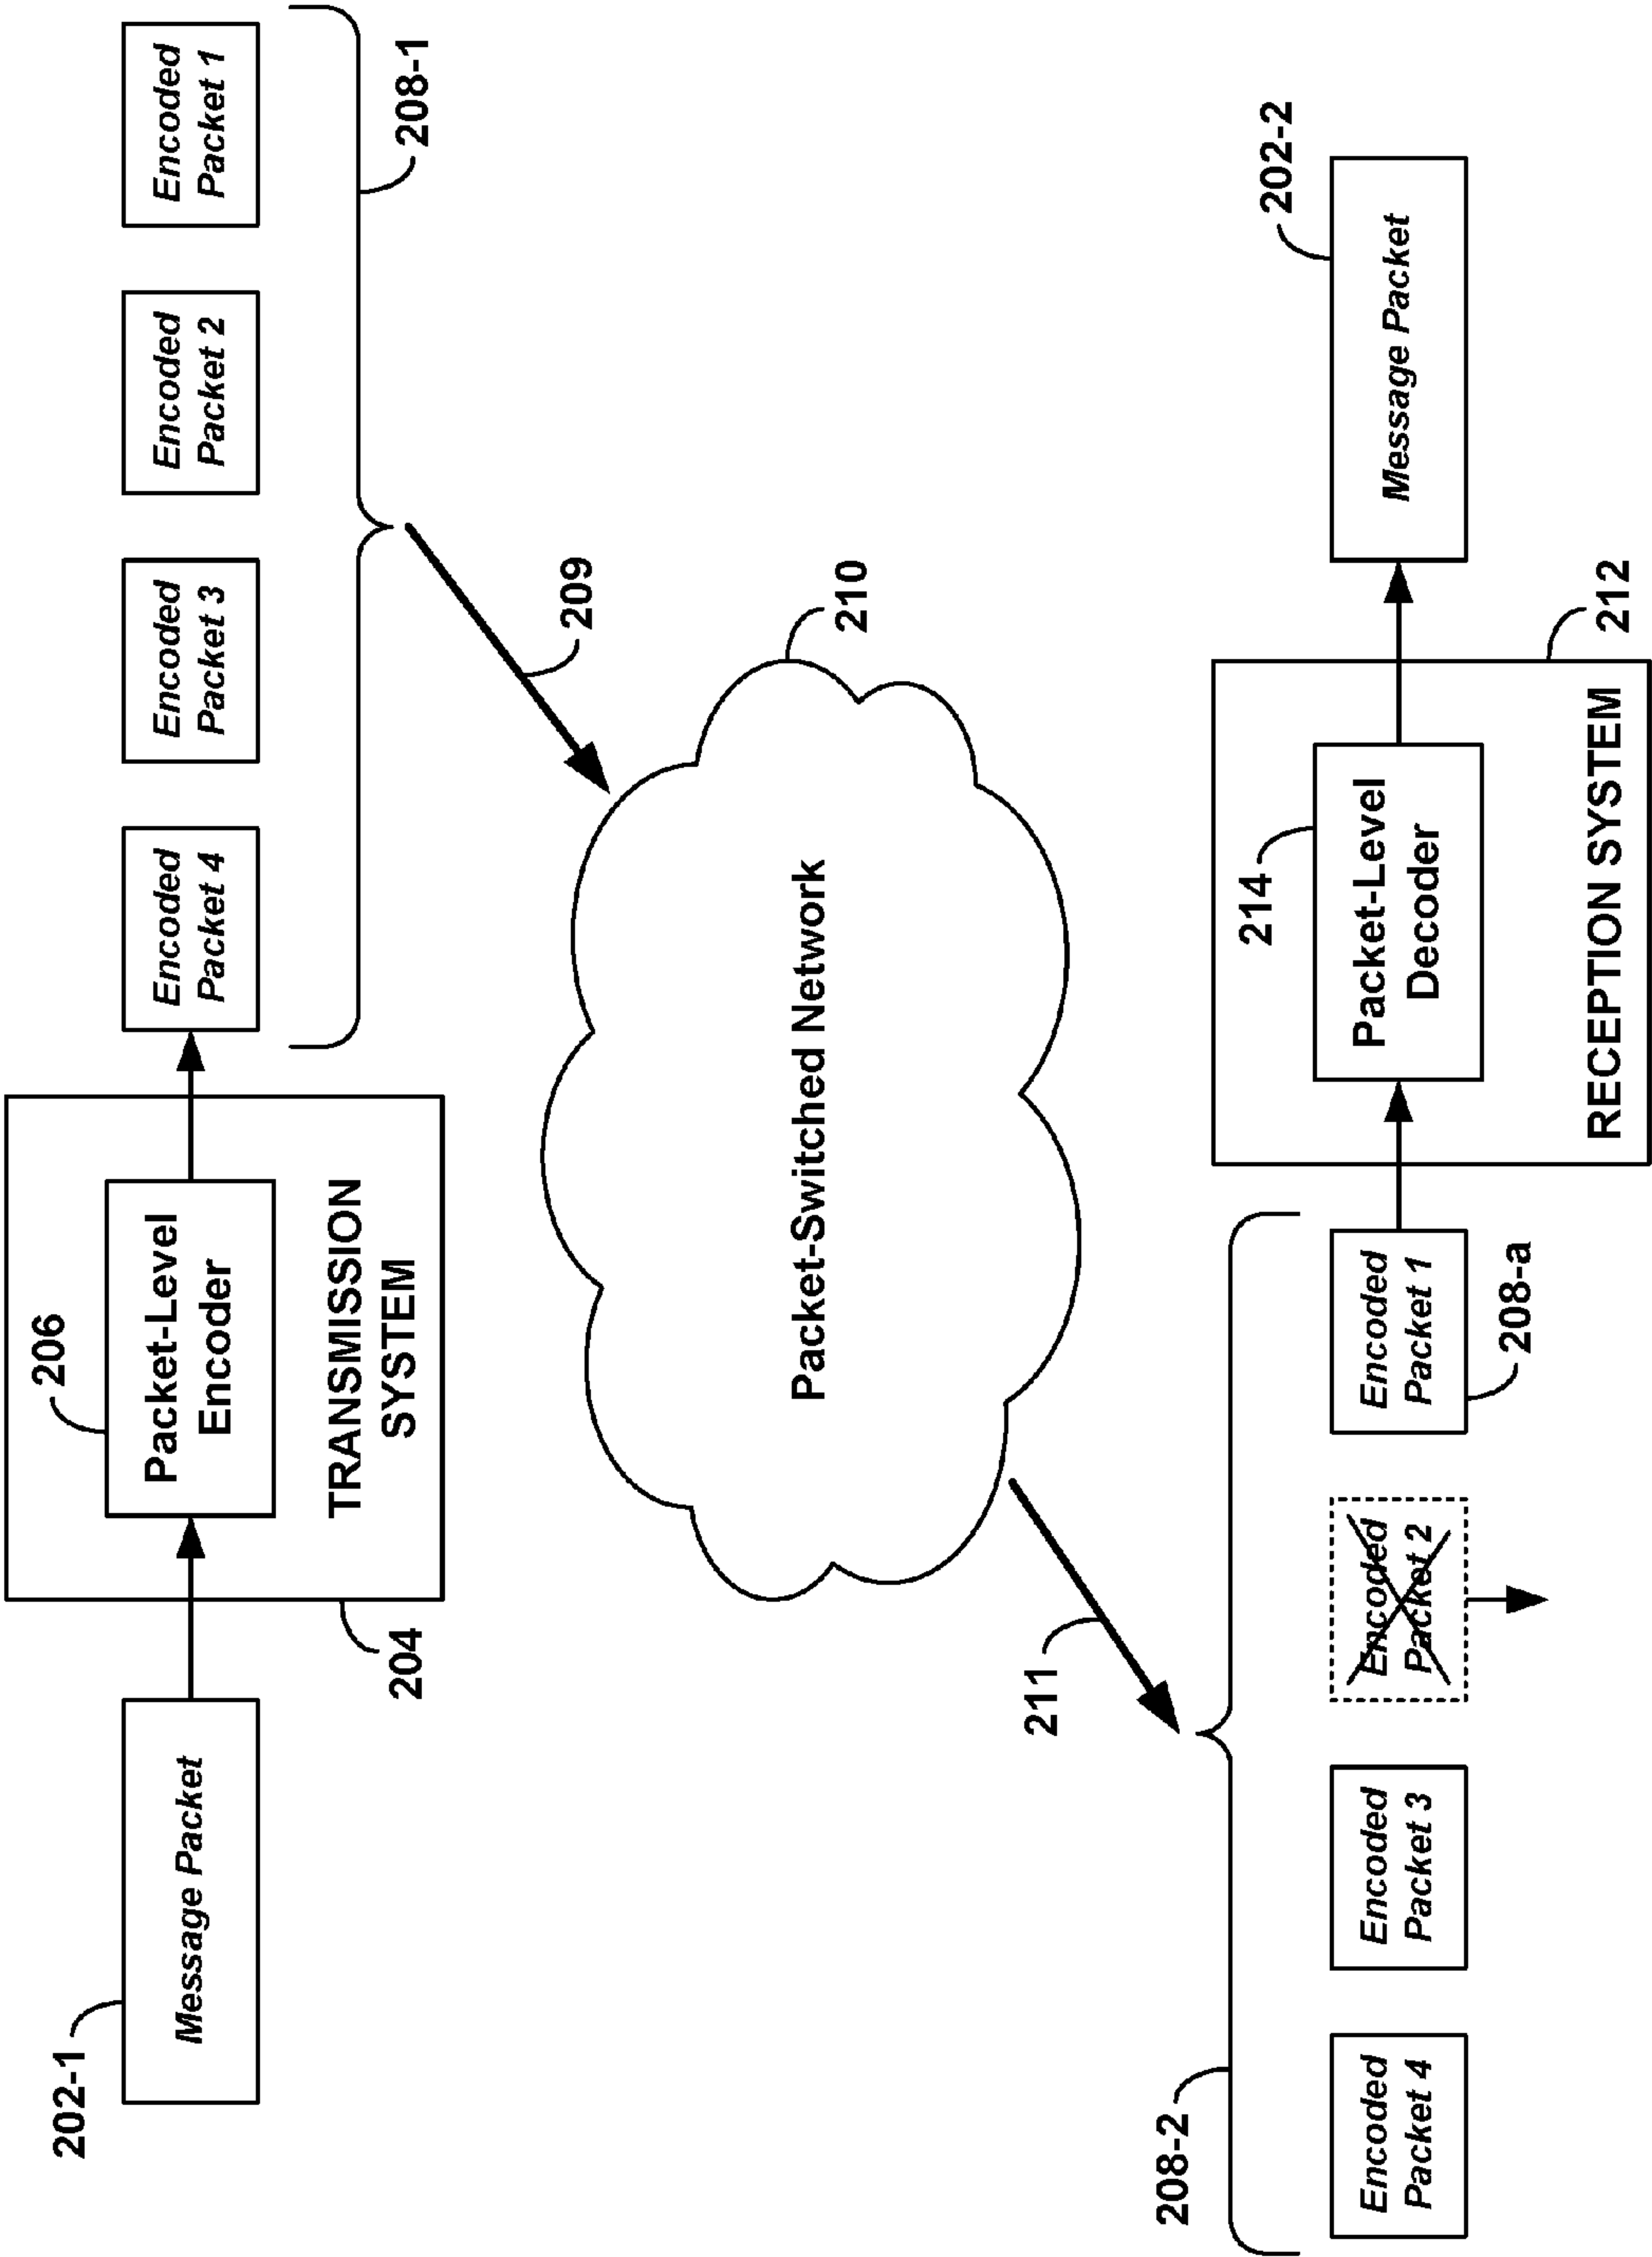 202-1
Message Packet
204
206
Packet-Level
Encoder
TRANSMISSION
SYSTEM
Encoded
Packet 4
Encoded
Packet 3
Encoded
Packet 2
Encoded
Packet 1
208-1
209
Packet-Switched Network
210
211
208-2
Encoded
Packet 4
Encoded
Packet 3
Encoded
Packet 2
Encoded
Packet 1
208-a
214
Packet-Level
Decoder
RECEPTION SYSTEM
212
202-2
Message Packet